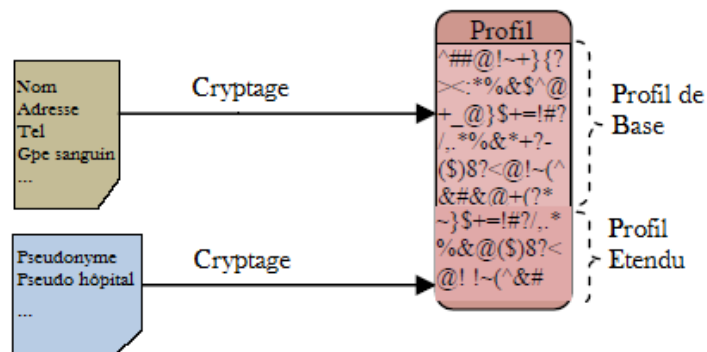 Nom
Adresse
Tel
Gpe sanguin
...
Cryptage
Pseudonyme
Pseudo hôpital
...
Cryptage
Profil
^##@!~+}{?
><:*%&$^@
+_@}$+=!#?
/,.*%&*+?-
($)8?<@!~(^
&#&@+(?*
~}$+=!#?/,.*
%&@($)8?<
@! !~(^&#
Profil de
Base
Profil
Etendu